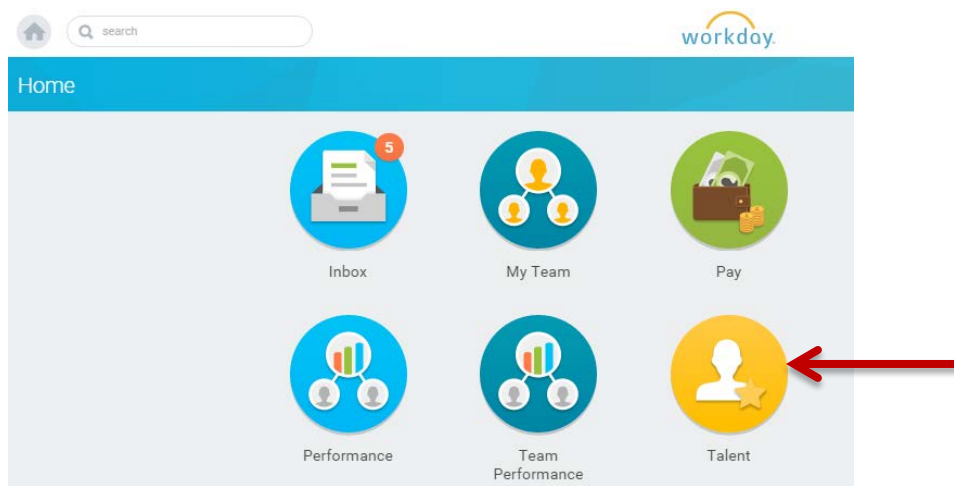 search
workday.
Home
5
Inbox
My Team
Pay
Performance
Team
Performance
Talent